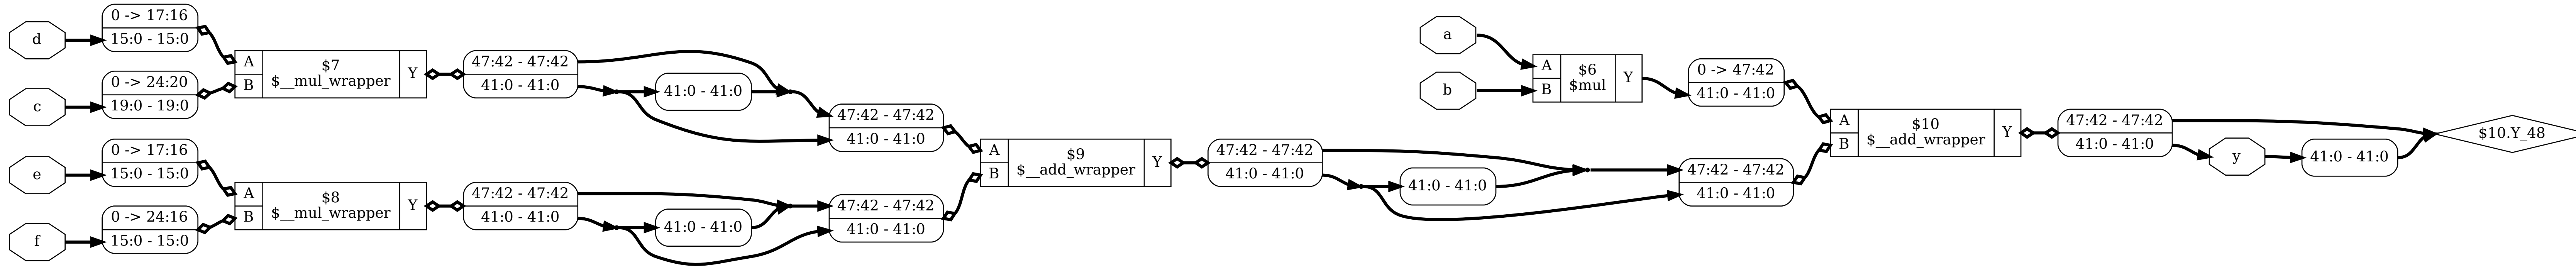 d
0 -> 17:16
15:0 - 15:0
c
0 -> 24:20
19:0 - 19:0
A
B
$7
$__mul_wrapper
Y
47:42 - 47:42
41:0 - 41:0
41:0 - 41:0
47:42 - 47:42
41:0 - 41:0
e
0 -> 17:16
15:0 - 15:0
f
0 -> 24:16
15:0 - 15:0
A
B
$8
$__mul_wrapper
Y
47:42 - 47:42
41:0 - 41:0
41:0 - 41:0
47:42 - 47:42
41:0 - 41:0
A
B
$9
$__add_wrapper
Y
47:42 - 47:42
41:0 - 41:0
41:0 - 41:0
a
b
A
B
$6
$mul
Y
0 -> 47:42
41:0 - 41:0
47:42 - 47:42
41:0 - 41:0
A
B
$10
$__add_wrapper
Y
47:42 - 47:42
41:0 - 41:0
y
41:0 - 41:0
$10.Y_48